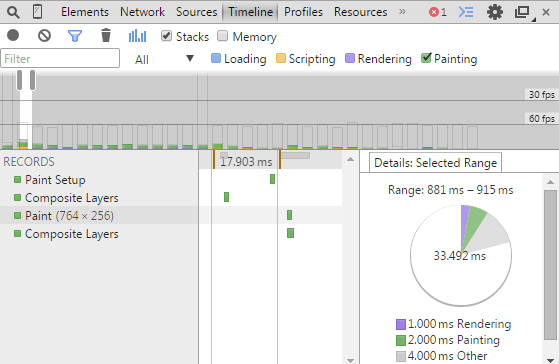 Elements Network Sources Timeline Profiles Resources » 1
Stacks Memory
Filter All Loading Scripting Rendering Painting
30 fps
60 fps
RECORDS 17.903 ms Details: Selected Range
Paint Setup
Composite Layers
Paint (764 × 256)
Composite Layers
Range: 881 ms – 915 ms
33.492 ms
1.000 ms Rendering
2.000 ms Painting
4.000 ms Other